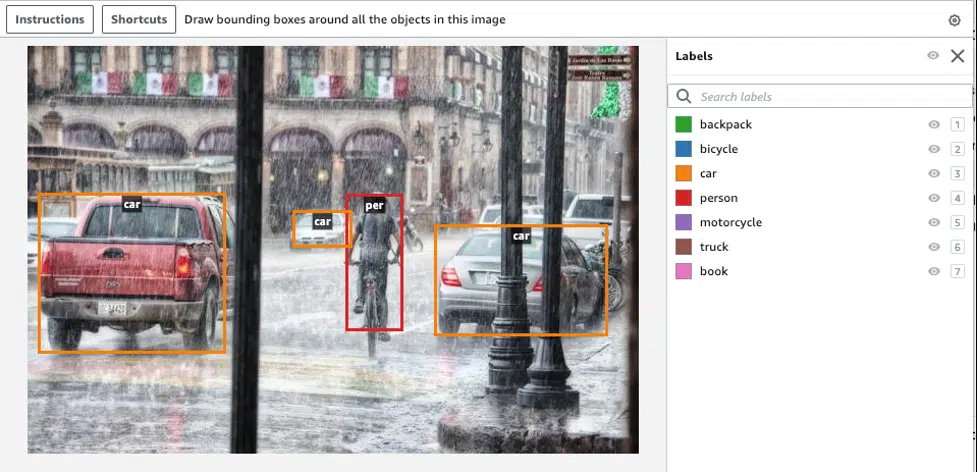 Instructions
Shortcuts
Draw bounding boxes around all the objects in this image
Labels
Search labels
backpack 1
bicycle 2
car 3
person 4
motorcycle 5
truck 6
book 7
car
car
per
car
Teatro